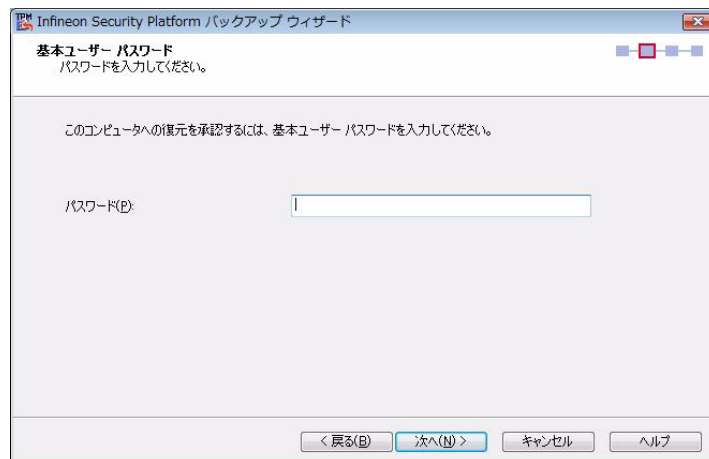 TPM Infineon Security Platform バックアップ ウィザード
基本ユーザー パスワード
パスワードを入力してください。
このコンピュータへの復元を承認するには、基本ユーザー パスワードを入力してください。
パスワード(P):
< 戻る(B) 次へ(N) > キャンセル ヘルプ